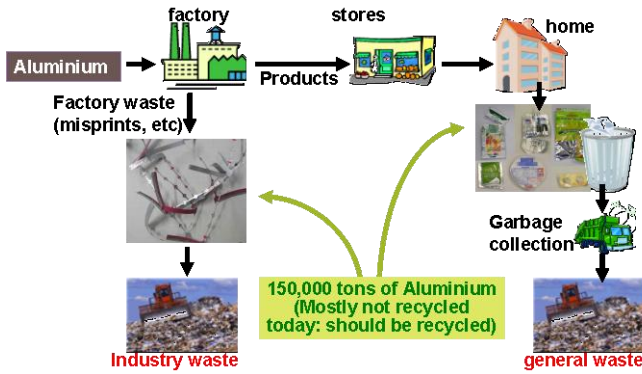 factory
stores
home
Aluminium
Products
Factory waste
(misprints, etc)
Garbage
collection
150,000 tons of Aluminium
(Mostly not recycled
today: should be recycled)
Industry waste
general waste